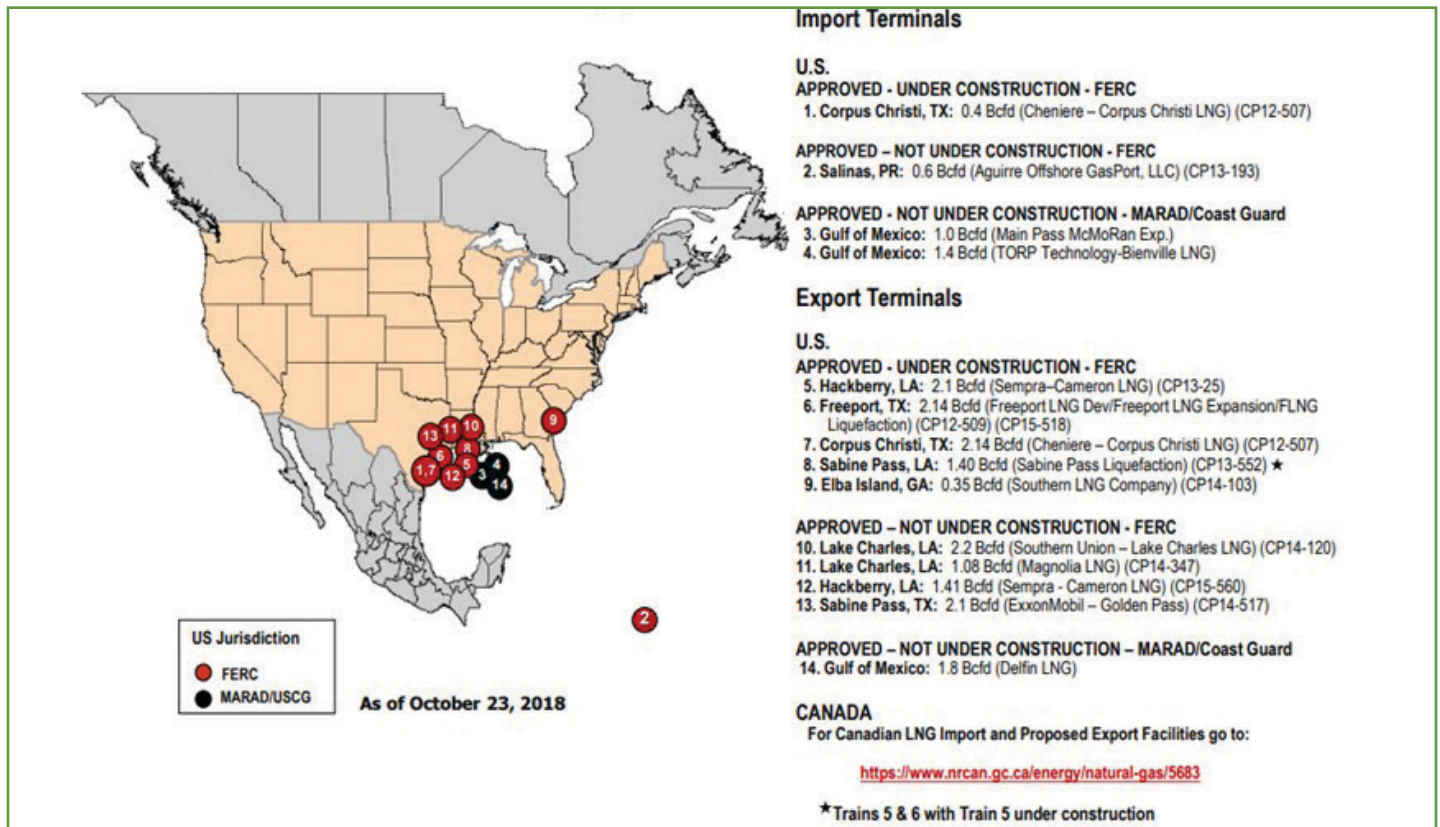 Import Terminals
U.S.
APPROVED - UNDER CONSTRUCTION - FERC
1. Corpus Christi, TX: 0.4 Bcfd (Cheniere – Corpus Christi LNG) (CP12-507)
APPROVED – NOT UNDER CONSTRUCTION - FERC
2. Salinas, PR: 0.6 Bcfd (Aguirre Offshore GasPort, LLC) (CP13-193)
APPROVED - NOT UNDER CONSTRUCTION - MARAD/Coast Guard
3. Gulf of Mexico: 1.0 Bcfd (Main Pass McMoRan Exp.)
4. Gulf of Mexico: 1.4 Bcfd (TORP Technology-Bienville LNG)
Export Terminals
U.S.
APPROVED - UNDER CONSTRUCTION - FERC
5. Hackberry, LA: 2.1 Bcfd (Sempra–Cameron LNG) (CP13-25)
6. Freeport, TX: 2.14 Bcfd (Freeport LNG Dev/Freeport LNG Expansion/FLNG
Liquefaction) (CP12-509) (CP15-518)
7. Corpus Christi, TX: 2.14 Bcfd (Cheniere – Corpus Christi LNG) (CP12-507)
8. Sabine Pass, LA: 1.40 Bcfd (Sabine Pass Liquefaction) (CP13-552) ★
9. Elba Island, GA: 0.35 Bcfd (Southern LNG Company) (CP14-103)
APPROVED – NOT UNDER CONSTRUCTION - FERC
10. Lake Charles, LA: 2.2 Bcfd (Southern Union – Lake Charles LNG) (CP14-120)
11. Lake Charles, LA: 1.08 Bcfd (Magnolia LNG) (CP14-347)
12. Hackberry, LA: 1.41 Bcfd (Sempra - Cameron LNG) (CP15-560)
13. Sabine Pass, TX: 2.1 Bcfd (ExxonMobil – Golden Pass) (CP14-517)
APPROVED – NOT UNDER CONSTRUCTION – MARAD/Coast Guard
14. Gulf of Mexico: 1.8 Bcfd (Delfin LNG)
CANADA
For Canadian LNG Import and Proposed Export Facilities go to:
https://www.nrcan.gc.ca/energy/natural-gas/5683
★Trains 5 & 6 with Train 5 under construction
13
11
10
9
6
8
1,7
12
5
3
4
14
2
US Jurisdiction
FERC
MARAD/USCG
As of October 23, 2018